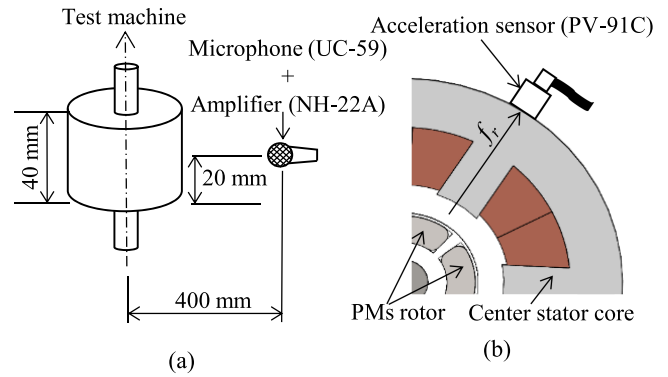 Test machine
Microphone (UC-59)
+
Amplifier (NH-22A)
40 mm
20 mm
400 mm
(a)
Acceleration sensor (PV-91C)
fr
PMs rotor
Center stator core
(b)